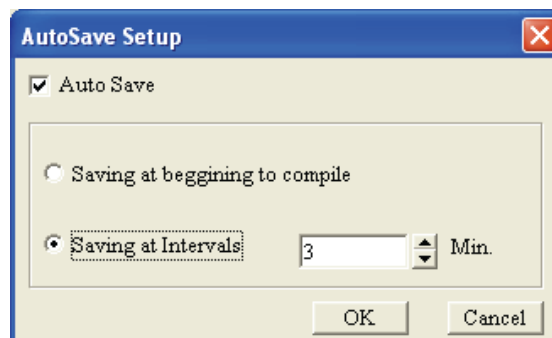 AutoSave Setup
Auto Save
Saving at beggining to compile
Saving at Intervals 3 Min.
OK Cancel